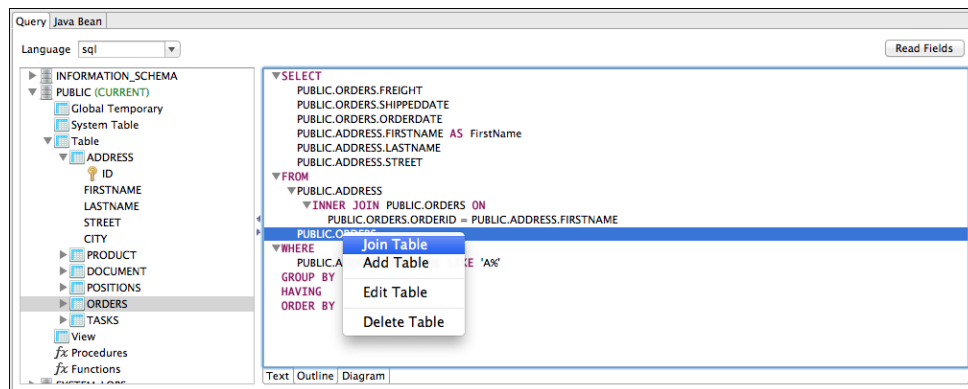 Query Java Bean
Language sql
Read Fields
INFORMATION_SCHEMA
PUBLIC (CURRENT)
Global Temporary
System Table
Table
ADDRESS
ID
FIRSTNAME
LASTNAME
STREET
CITY
PRODUCT
DOCUMENT
POSITIONS
ORDERS
TASKS
View
fx Procedures
fx Functions
SELECT
PUBLIC.ORDERS.FREIGHT
PUBLIC.ORDERS.SHIPPEDDATE
PUBLIC.ORDERS.ORDERDATE
PUBLIC.ADDRESS.FIRSTNAME AS FirstName
PUBLIC.ADDRESS.LASTNAME
PUBLIC.ADDRESS.STREET
FROM
PUBLIC.ADDRESS
INNER JOIN PUBLIC.ORDERS ON
PUBLIC.ORDERS.ORDERID = PUBLIC.ADDRESS.FIRSTNAME
PUBLIC.ORDERS
WHERE
PUBLIC.A KE 'A%'
GROUP BY
HAVING
ORDER BY
Join Table
Add Table
Edit Table
Delete Table
Text Outline Diagram